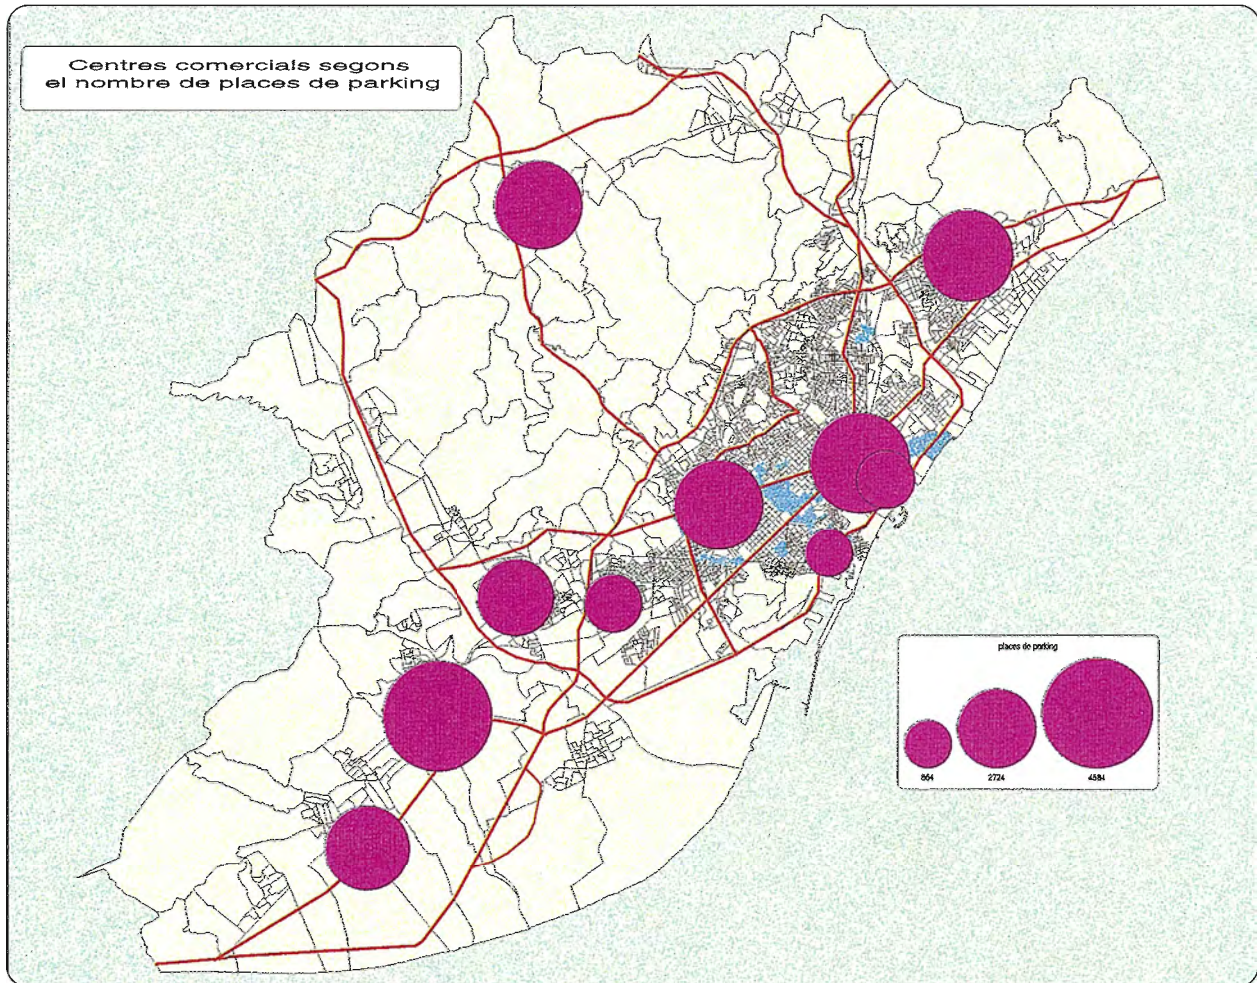 Centres comercials segons
el nombre de places de parking
places de parking
864
2724
4584